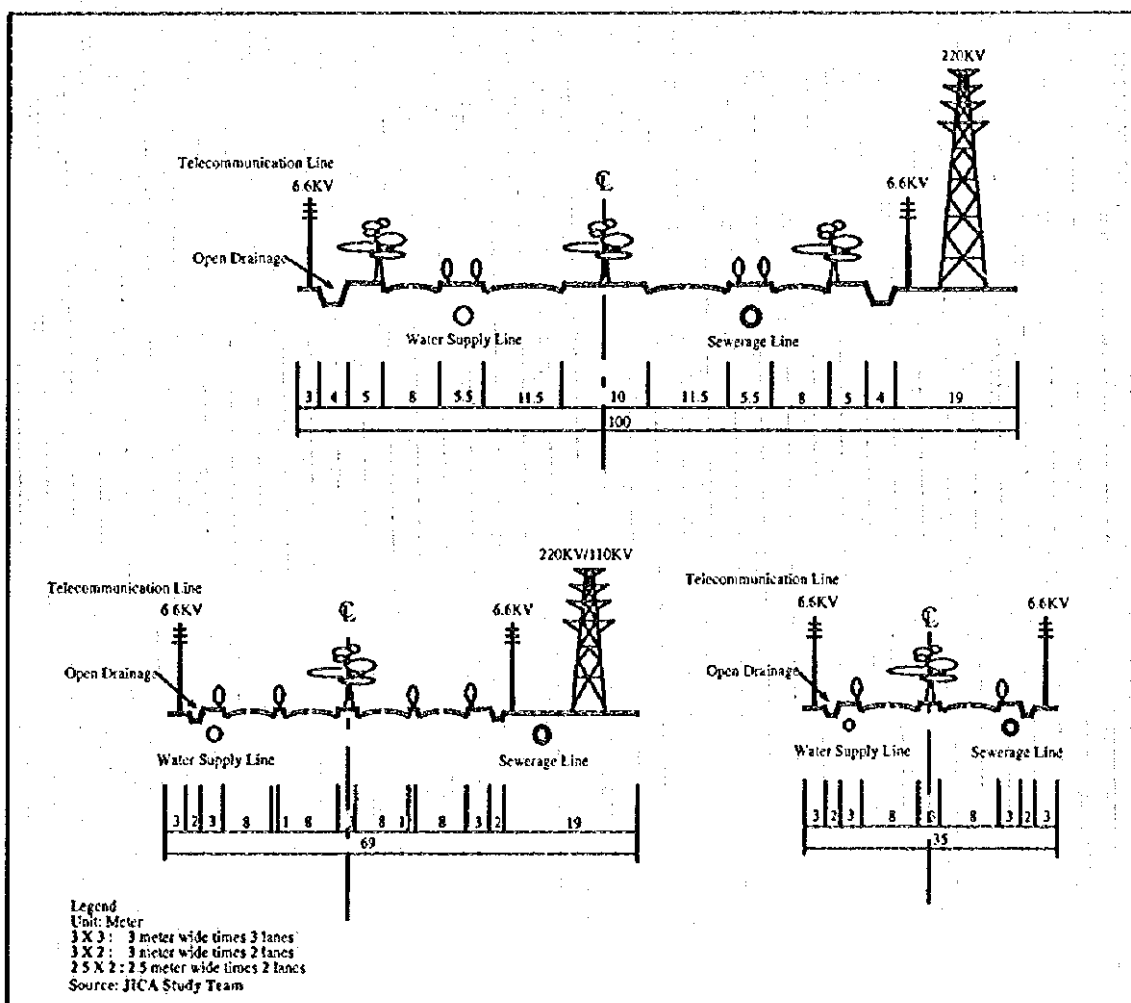 220KV
Telecommunication Line
6.6KV
℄
6.6KV
Open Drainage
Water Supply Line
Sewerage Line
3 4 5 8 5.5 11.5 10 11.5 5.5 8 5 4 19
100
220KV/110KV
Telecommunication Line
6.6KV
℄
6.6KV
Open Drainage
Water Supply Line
Sewerage Line
3 2 3 8 1 8 8 1 8 3 2 19
69
Telecommunication Line
6.6KV
℄
6.6KV
Open Drainage
Water Supply Line
Sewerage Line
3 2 3 8 3 8 3 2 3
35
Legend
Unit: Meter
3 X 3 : 3 meter wide times 3 lanes
3 X 2 : 3 meter wide times 2 lanes
2.5 X 2 : 2.5 meter wide times 2 lanes
Source: JICA Study Team